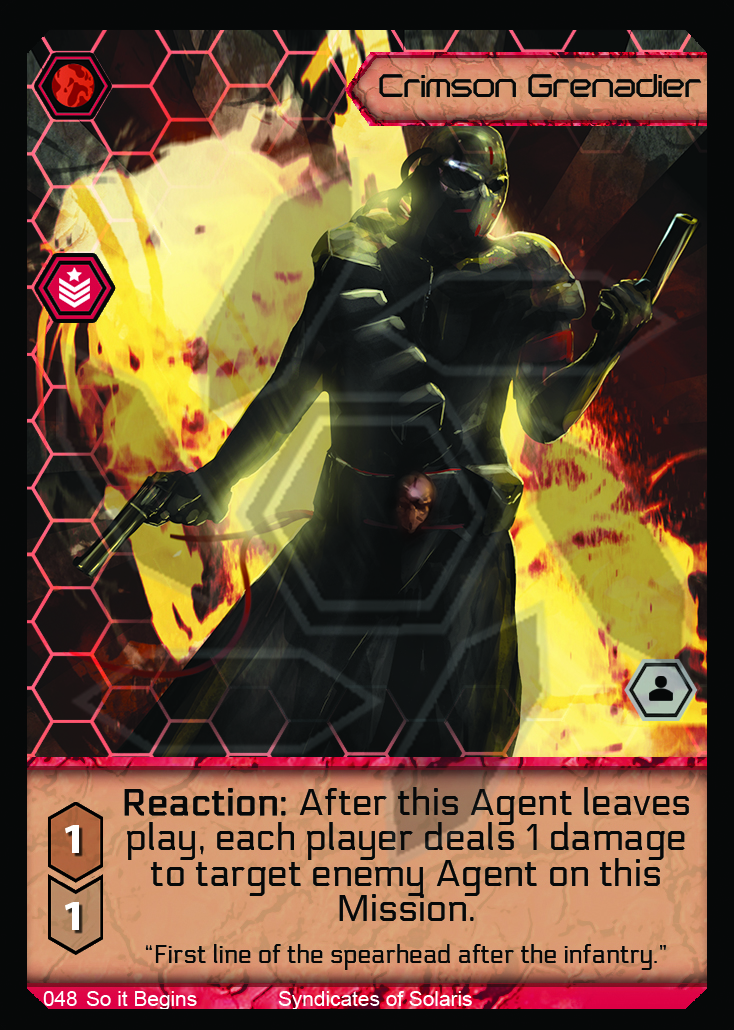 Crimson Grenadier
1
1
Reaction: After this Agent leaves
play, each player deals 1 damage
to target enemy Agent on this
Mission.
“First line of the spearhead after the infantry.”
048 So it Begins Syndicates of Solaris